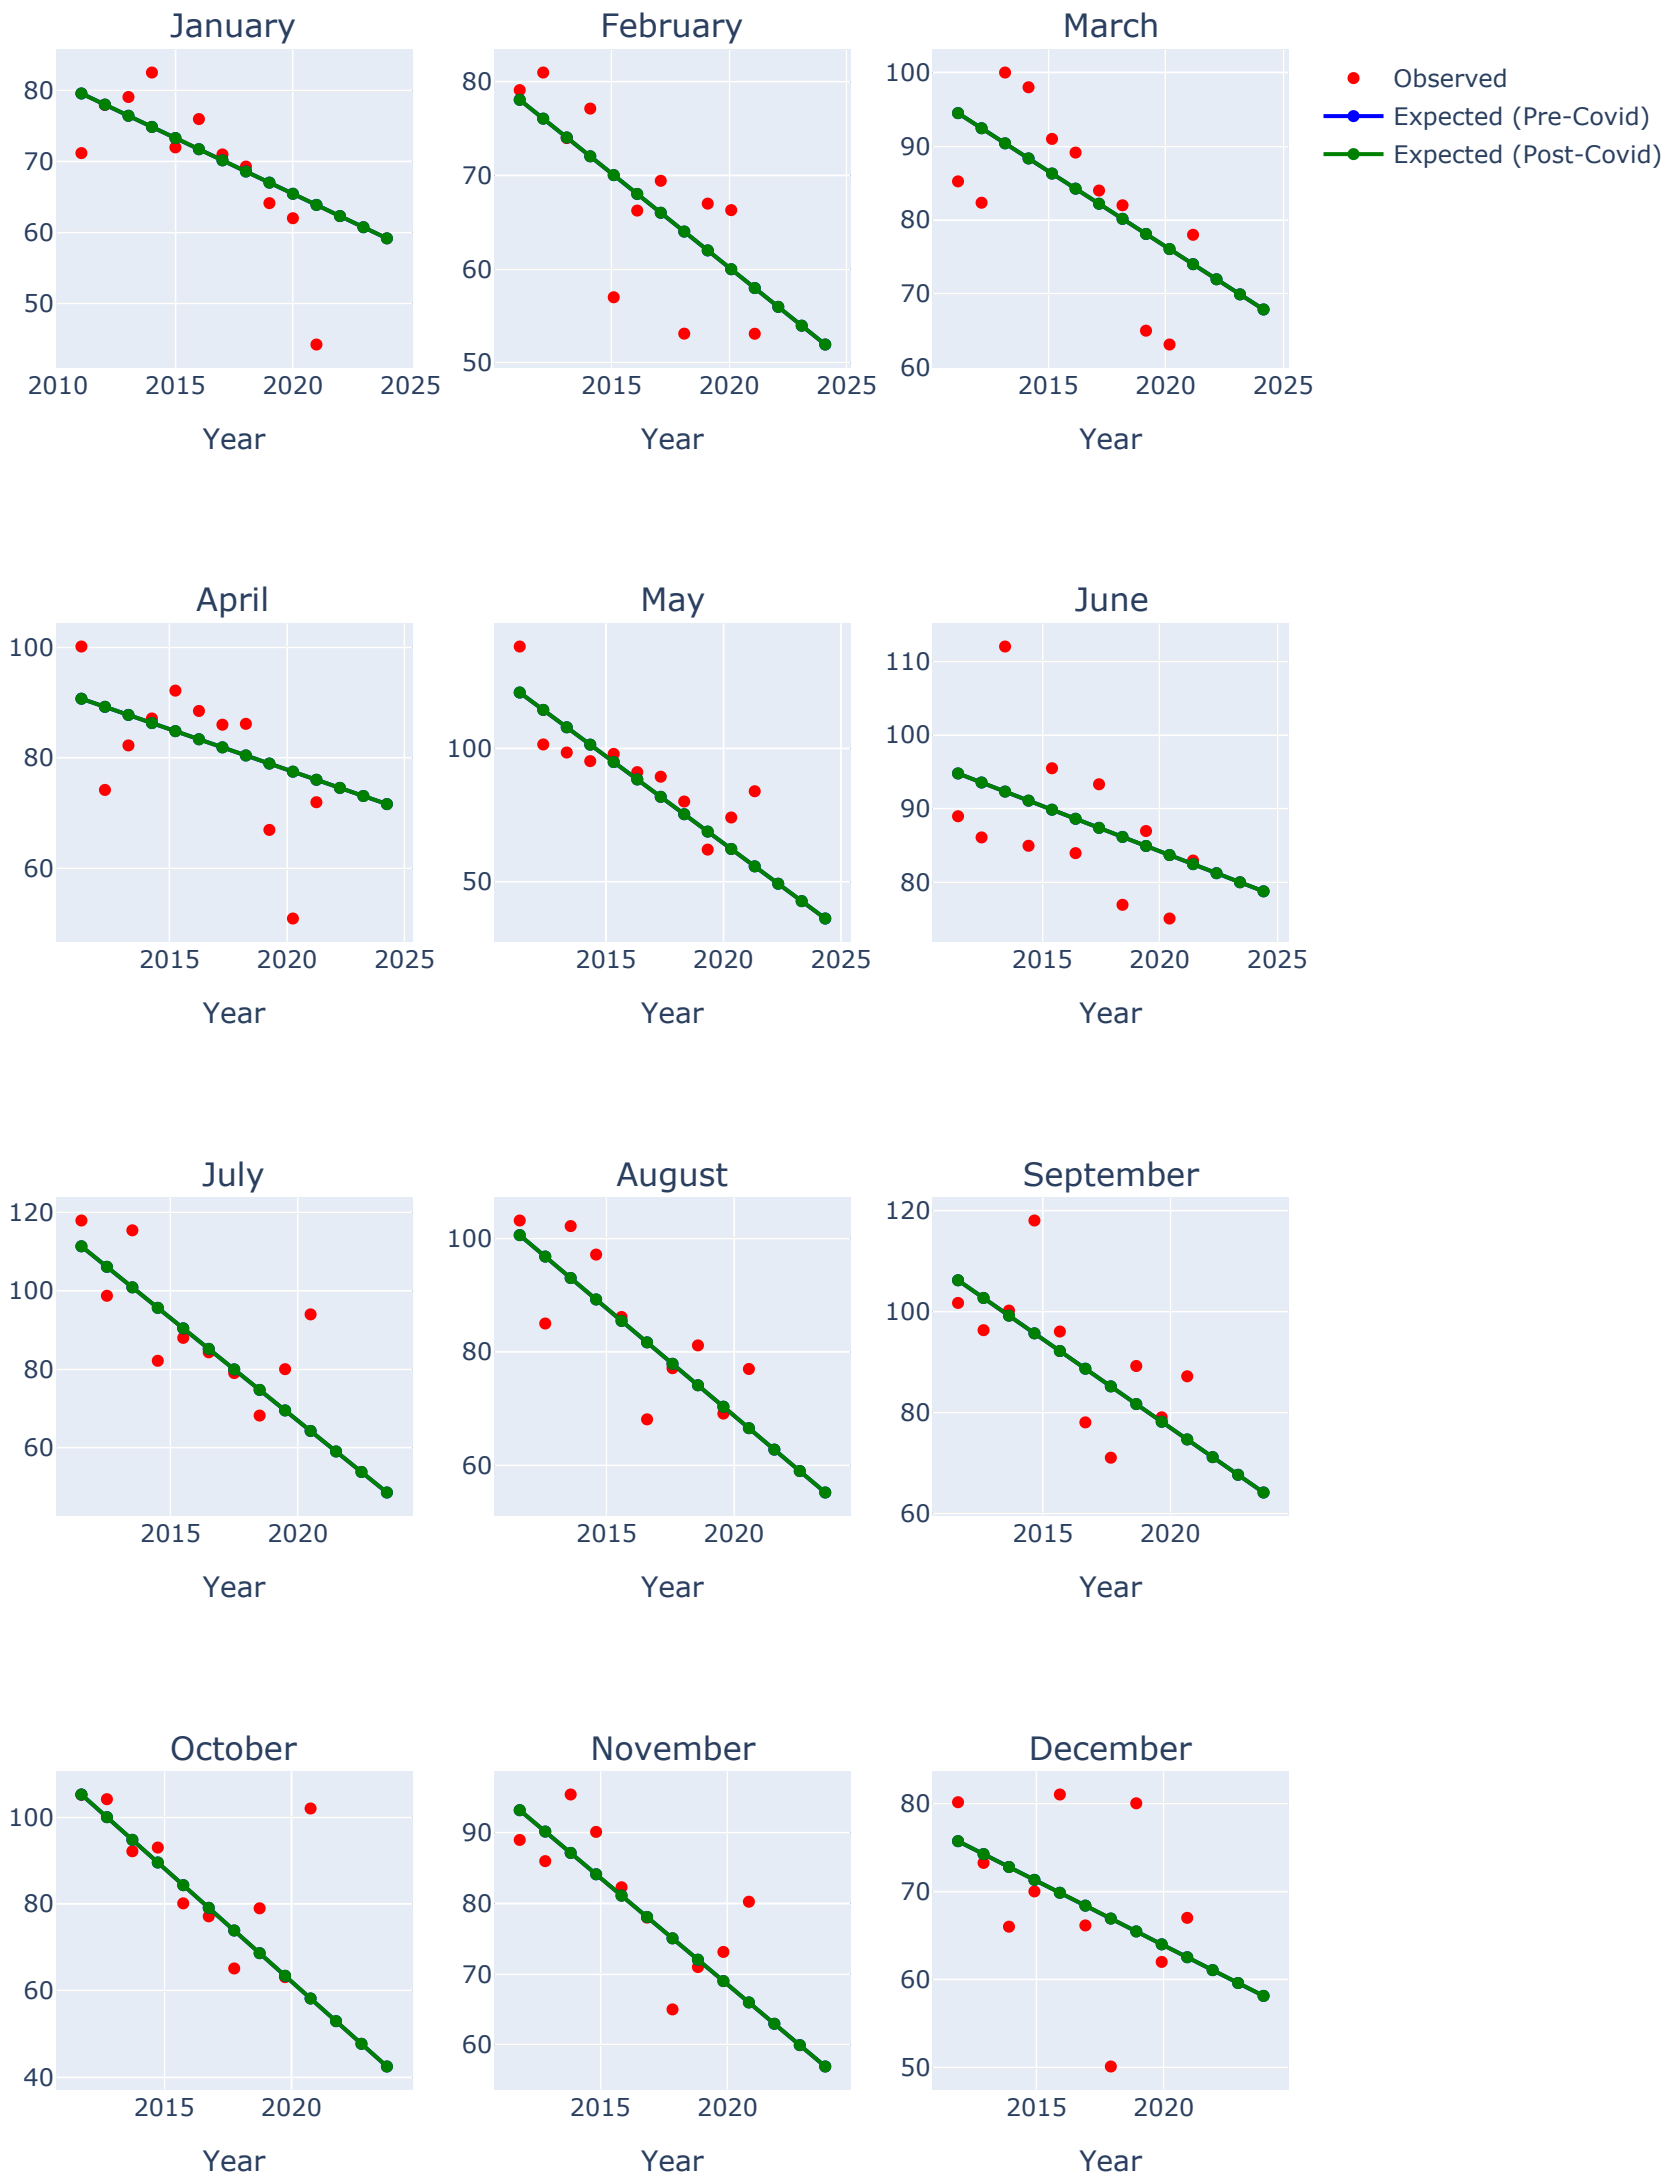 January February March
80
70
60
50
2010 2015 2020 2025
Year
80
70
60
50
2015 2020 2025
Year
100
90
80
70
60
2015 2020 2025
Year
Observed
Expected (Pre-Covid)
Expected (Post-Covid)
April May June
100
80
60
2015 2020 2025
Year
100
50
2015 2020 2025
Year
110
100
90
80
2015 2020 2025
Year
July August September
120
100
80
60
2015 2020
Year
100
80
60
2015 2020
Year
120
100
80
60
2015 2020
Year
October November December
100
80
60
40
2015 2020
Year
90
80
70
60
2015 2020
Year
80
70
60
50
2015 2020
Year